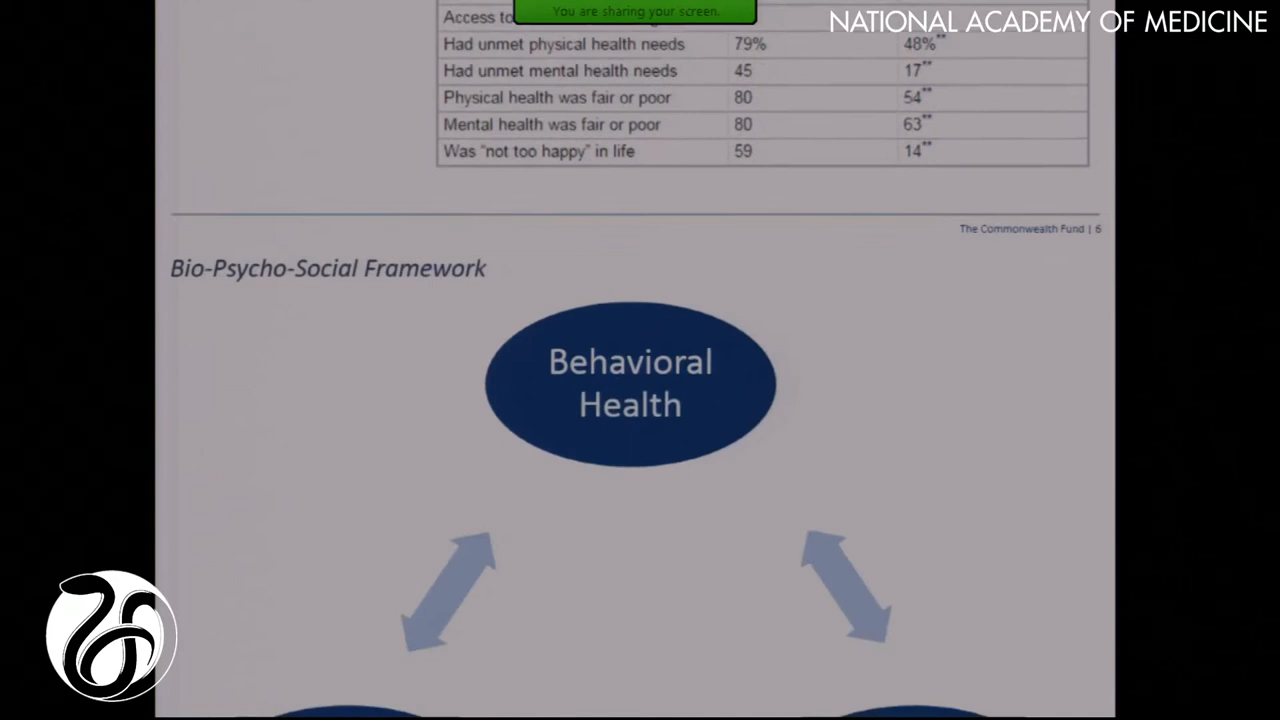 You are sharing your screen.
NATIONAL ACADEMY OF MEDICINE
Access to
Had unmet physical health needs 79% 48%**
Had unmet mental health needs 45 17**
Physical health was fair or poor 80 54**
Mental health was fair or poor 80 63**
Was “not too happy” in life 59 14**
The Commonwealth Fund | 6
Bio-Psycho-Social Framework
Behavioral
Health